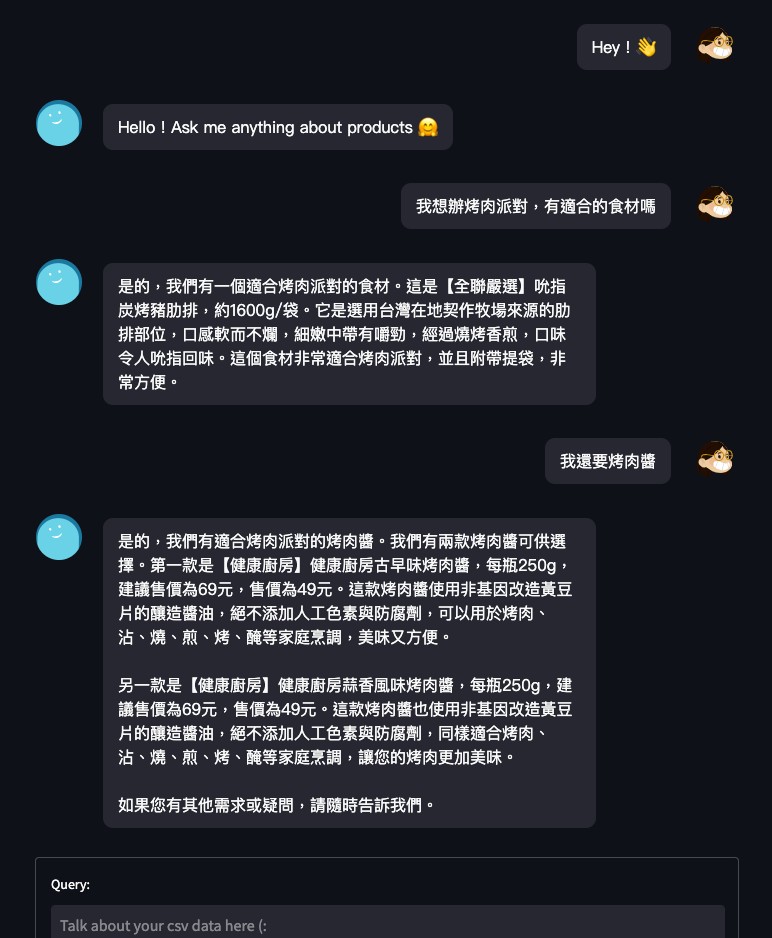 Hey！👋
Hello！Ask me anything about products 🤗
我想辦烤肉派對，有適合的食材嗎
是的，我們有一個適合烤肉派對的食材。這是【全聯嚴選】吮指
炭烤豬肋排，約1600g/袋。它是選用台灣在地契作牧場來源的肋
排部位，口感軟而不爛，細嫩中帶有嚼勁，經過燒烤香煎，口味
令人吮指回味。這個食材非常適合烤肉派對，並且附帶提袋，非
常方便。
我還要烤肉醬
是的，我們有適合烤肉派對的烤肉醬。我們有兩款烤肉醬可供選
擇。第一款是【健康廚房】健康廚房古早味烤肉醬，每瓶250g，
建議售價為69元，售價為49元。這款烤肉醬使用非基因改造黃豆
片的釀造醬油，絕不添加人工色素與防腐劑，可以用於烤肉、
沾、燒、煎、烤、醃等家庭烹調，美味又方便。
另一款是【健康廚房】健康廚房蒜香風味烤肉醬，每瓶250g，建
議售價為69元，售價為49元。這款烤肉醬也使用非基因改造黃豆
片的釀造醬油，絕不添加人工色素與防腐劑，同樣適合烤肉、
沾、燒、煎、烤、醃等家庭烹調，讓您的烤肉更加美味。
如果您有其他需求或疑問，請隨時告訴我們。
Query:
Talk about your csv data here (: